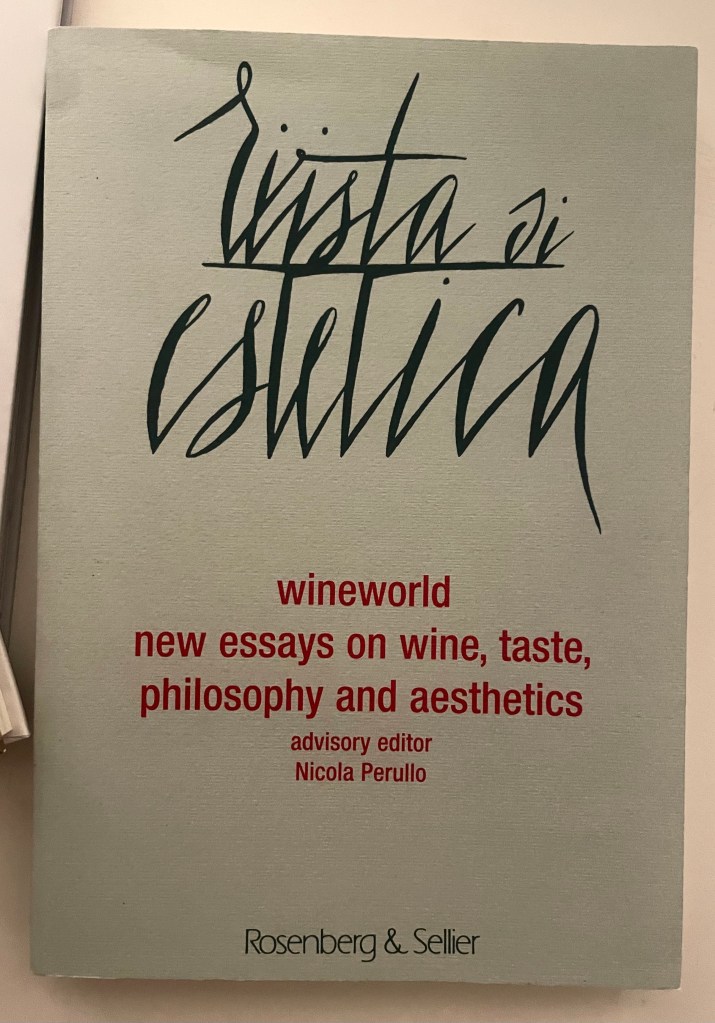 rivista di
estetica
wineworld
new essays on wine, taste,
philosophy and aesthetics
advisory editor
Nicola Perullo
Rosenberg & Sellier